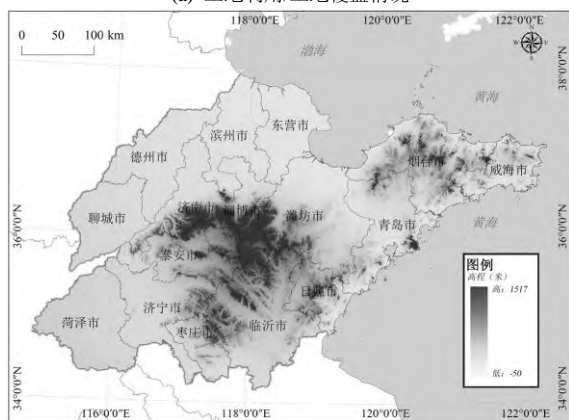 118°0'0"E
120°0'0"E
122°0'0"E
0 50 100 km
渤海
38°0'0"N
黄海
东营市
滨州市
德州市
烟台市
威海市
济南市
淄博市
潍坊市
聊城市
青岛市
黄海
36°0'0"N
36°0'0"N
泰安市
图例
高程（米）
高：1517
低：-50
日照市
济宁市
临沂市
菏泽市
枣庄市
34°0'0"N
34°0'0"N
116°0'0"E
118°0'0"E
120°0'0"E
122°0'0"E